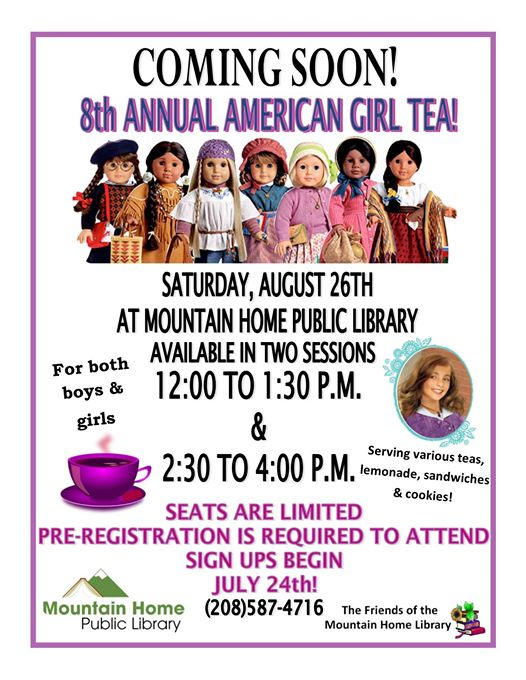 COMING SOON!
8th ANNUAL AMERICAN GIRL TEA!
SATURDAY, AUGUST 26TH
AT MOUNTAIN HOME PUBLIC LIBRARY
AVAILABLE IN TWO SESSIONS
12:00 TO 1:30 P.M.
&
2:30 TO 4:00 P.M.
For both
boys &
girls
Serving various teas,
lemonade, sandwiches
& cookies!
SEATS ARE LIMITED
PRE-REGISTRATION IS REQUIRED TO ATTEND
SIGN UPS BEGIN
JULY 24th!
(208)587-4716
Mountain Home
Public Library
The Friends of the
Mountain Home Library